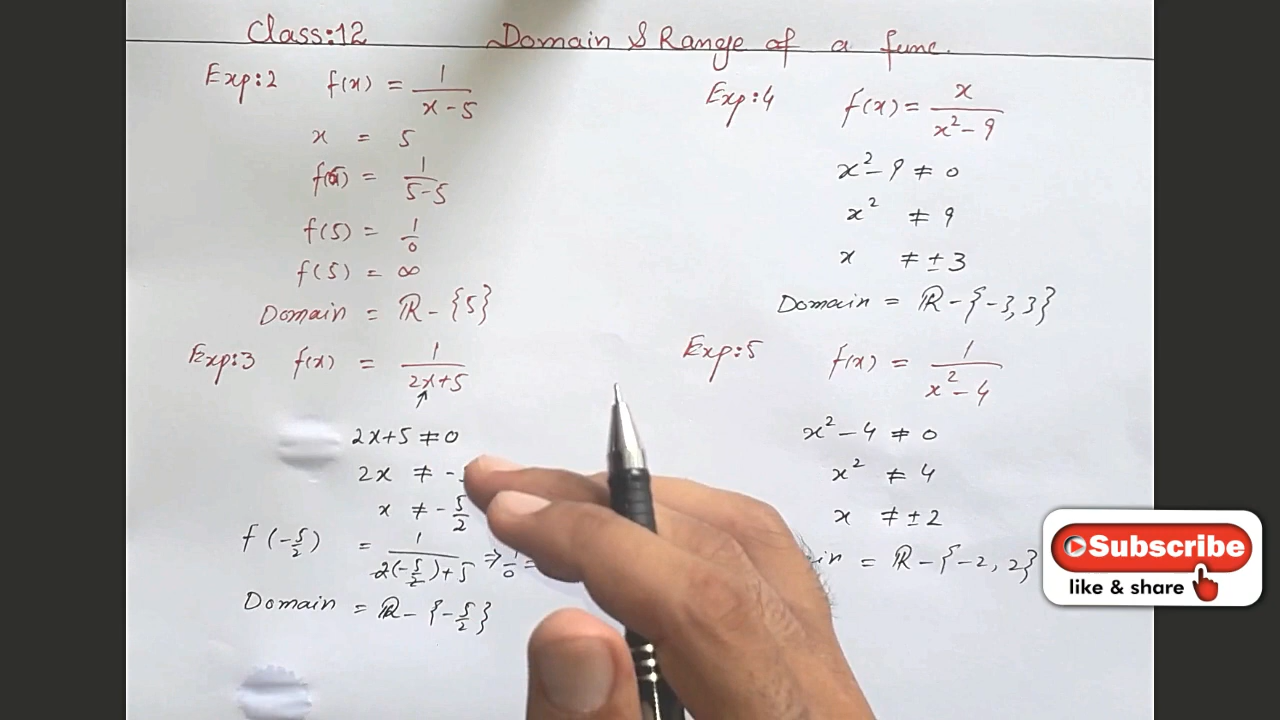 Class:12 Domain & Range of a func.
Exp:2 f(x) = 1/(x-5)
x = 5
f(5) = 1/(5-5)
f(5) = 1/0
f(5) = ∞
Domain = ℝ - {5}
Exp:3 f(x) = 1/(2x+5)
2x+5 ≠ 0
2x ≠ -
x ≠ -5/2
f(-5/2) = 1/(2(-5/2)+5) ⇒ 1/0 =
Domain = ℝ - {-5/2}
Exp:4 f(x) = x/(x²-9)
x²-9 ≠ 0
x² ≠ 9
x ≠ ±3
Domain = ℝ - {-3,3}
Exp:5 f(x) = 1/(x²-4)
x²-4 ≠ 0
x² ≠ 4
x ≠ ±2
in = ℝ - {-2, 2}
Subscribe
like & share